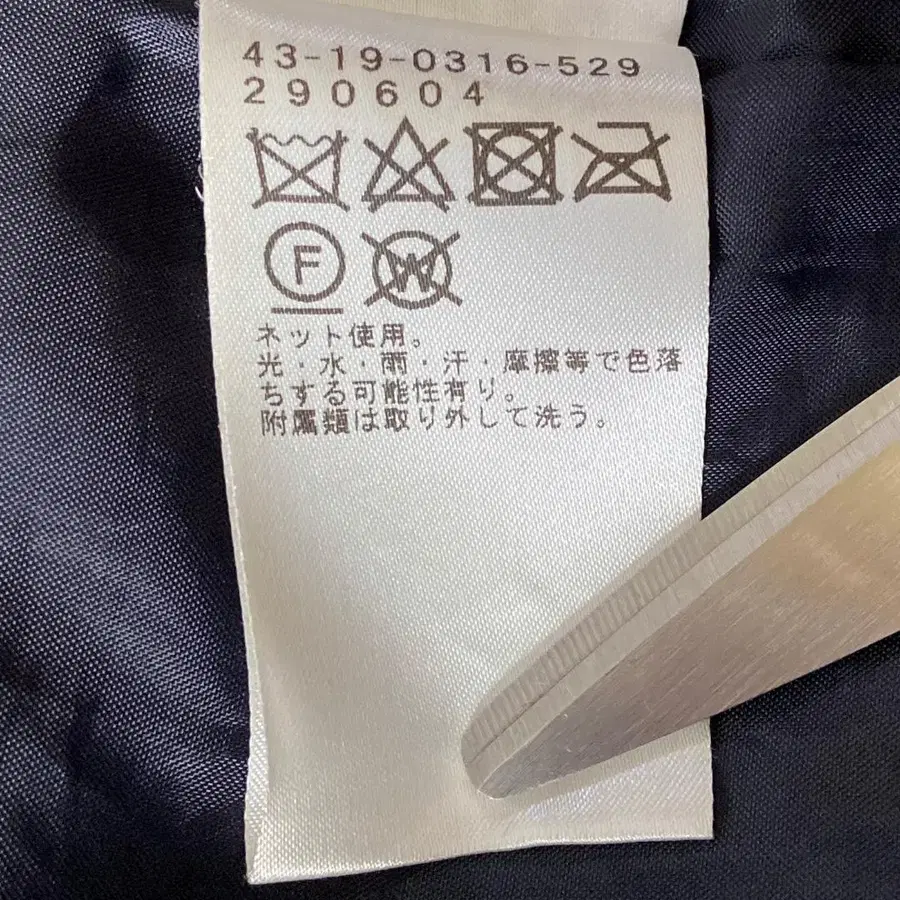 43-19-0316-529
290604
F
W
ネット使用。
光・水・雨・汗・摩擦等で色落
ちする可能性有り。
附属類は取り外して洗う。